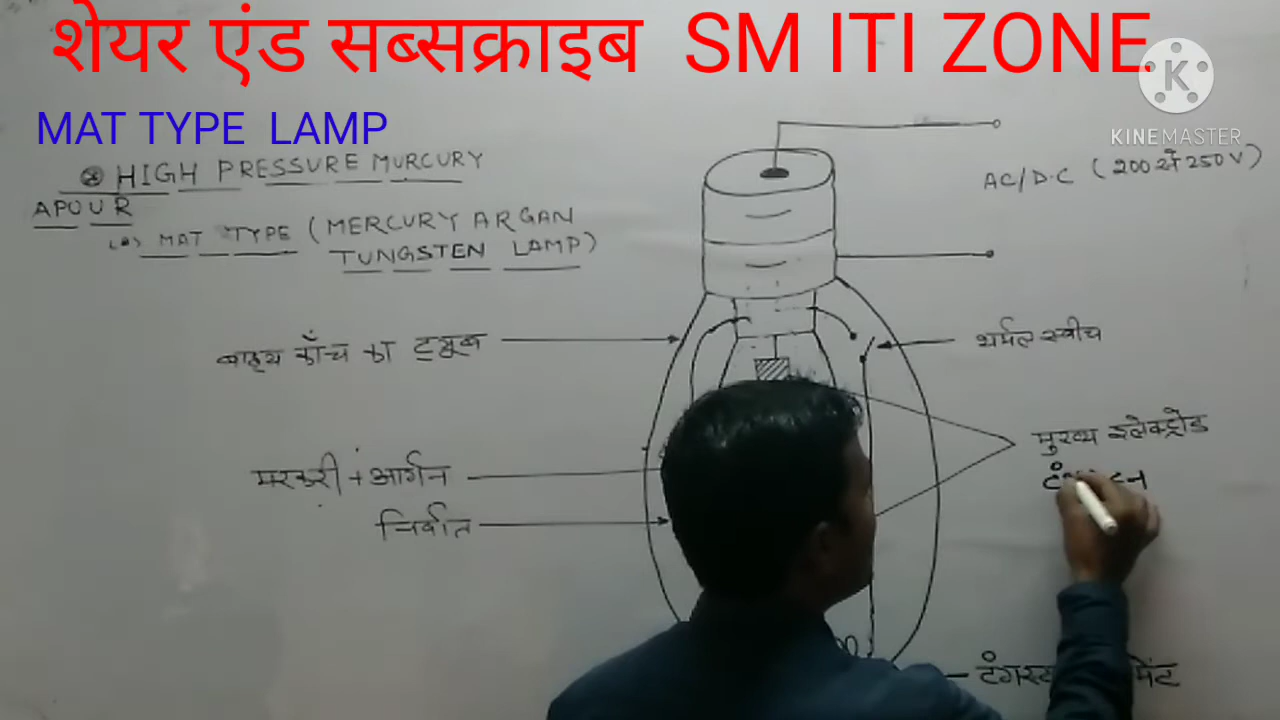 शेयर एंड सब्सक्राइब SM ITI ZONE
KINEMASTER
MAT TYPE LAMP
HIGH PRESSURE MURCURY
APOUR
(a) MAT TYPE (MERCURY ARGAN
TUNGSTEN LAMP)
AC/D.C (200 से 250V)
बाह्य काँच का ट्यूब
थर्मल स्वीच
मुख्य इलेक्ट्रोड
मरकरी + आर्गन
निर्वात